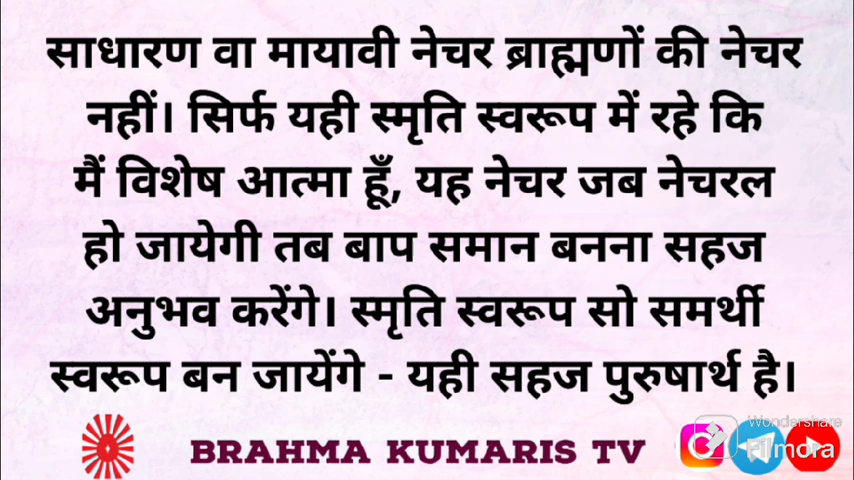 साधारण वा मायावी नेचर ब्राह्मणों की नेचर
नहीं। सिर्फ यही स्मृति स्वरूप में रहे कि
मैं विशेष आत्मा हूँ, यह नेचर जब नेचरल
हो जायेगी तब बाप समान बनना सहज
अनुभव करेंगे। स्मृति स्वरूप सो समर्थी
स्वरूप बन जायेंगे - यही सहज पुरुषार्थ है।
BRAHMA KUMARIS TV
Wondershare
Filmora